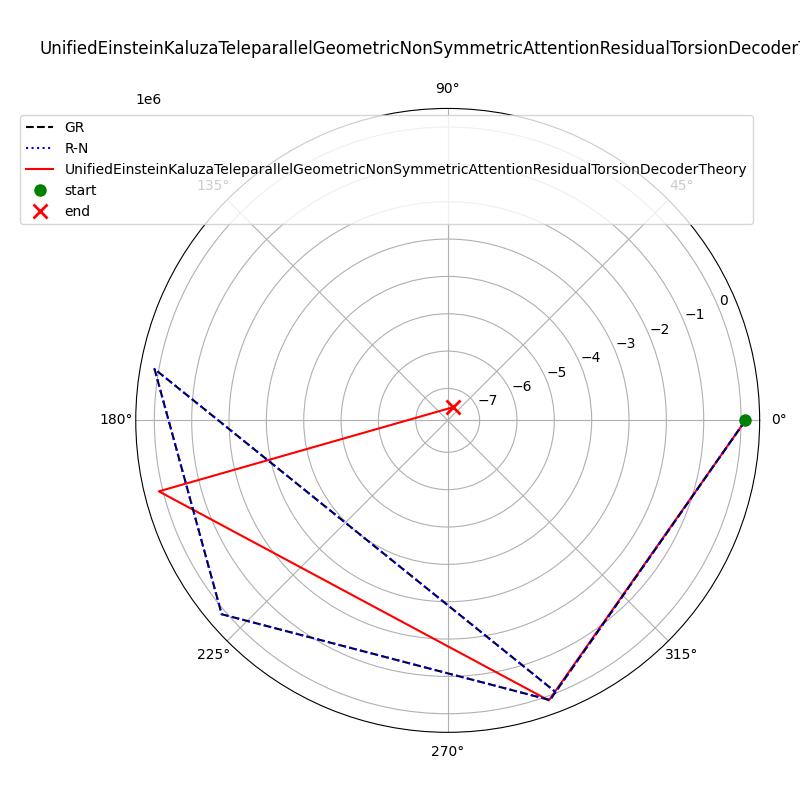 UnifiedEinsteinKaluzaTeleparallelGeometricNonSymmetricAttentionResidualTorsionDecoderT
90°
1e6
GR
R-N
UnifiedEinsteinKaluzaTeleparallelGeometricNonSymmetricAttentionResidualTorsionDecoderTheory
135° 45°
start
end
0
−1
−2
−3
−4
−5
−6
−7
180° 0°
225° 315°
270°